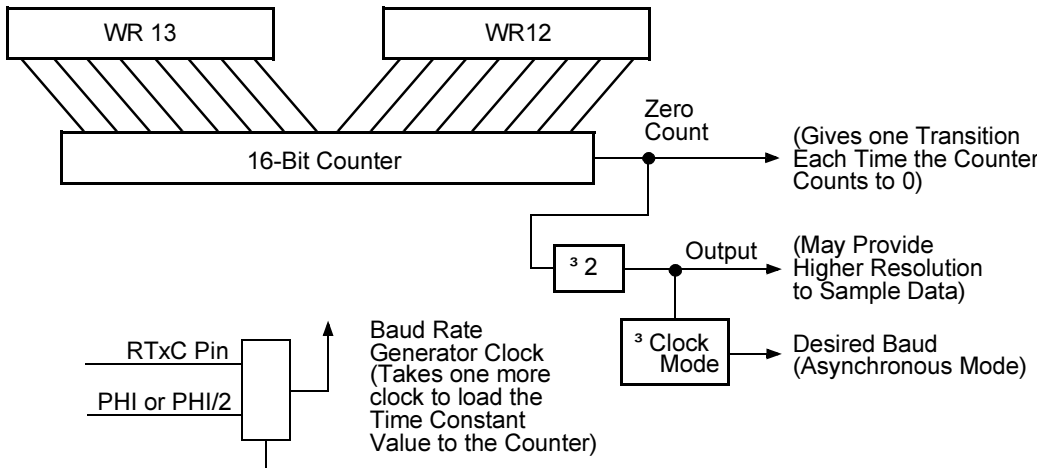 WR 13
WR12
16-Bit Counter
Zero
Count
(Gives one Transition
Each Time the Counter
Counts to 0)
³ 2
Output
(May Provide
Higher Resolution
to Sample Data)
³ Clock
Mode
Desired Baud
(Asynchronous Mode)
RTxC Pin
PHI or PHI/2
Baud Rate
Generator Clock
(Takes one more
clock to load the
Time Constant
Value to the Counter)